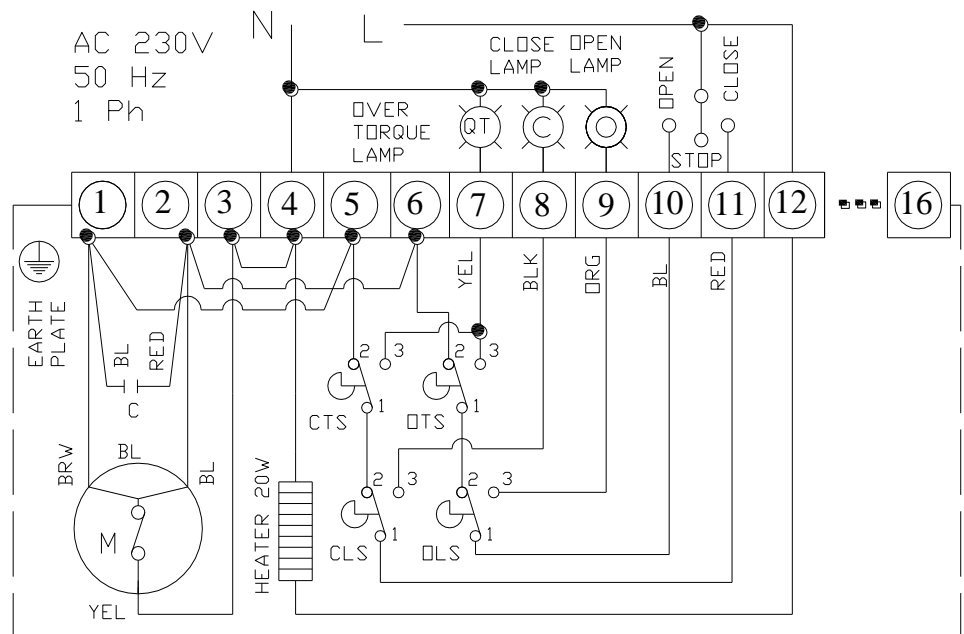 AC 230V
50 Hz
1 Ph
N
L
CLOSE
LAMP
OPEN
LAMP
OPEN
CLOSE
STOP
OVER
TORQUE
LAMP
QT
C
1 2 3 4 5 6 7 8 9 10 11 12 16
EARTH
PLATE
YEL
BLK
ORG
BL
RED
BL
RED
C
2 3
1
CTS
2 3
1
OTS
BRW
BL
BL
M
YEL
HEATER 20W
2 3
1
CLS
2 3
1
OLS